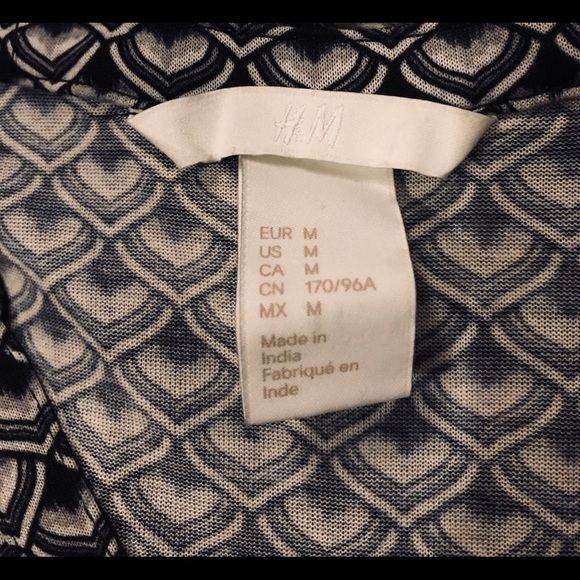 H&M
EUR M
US M
CA M
CN 170/96A
MX M
Made in
India
Fabriqué en
Inde